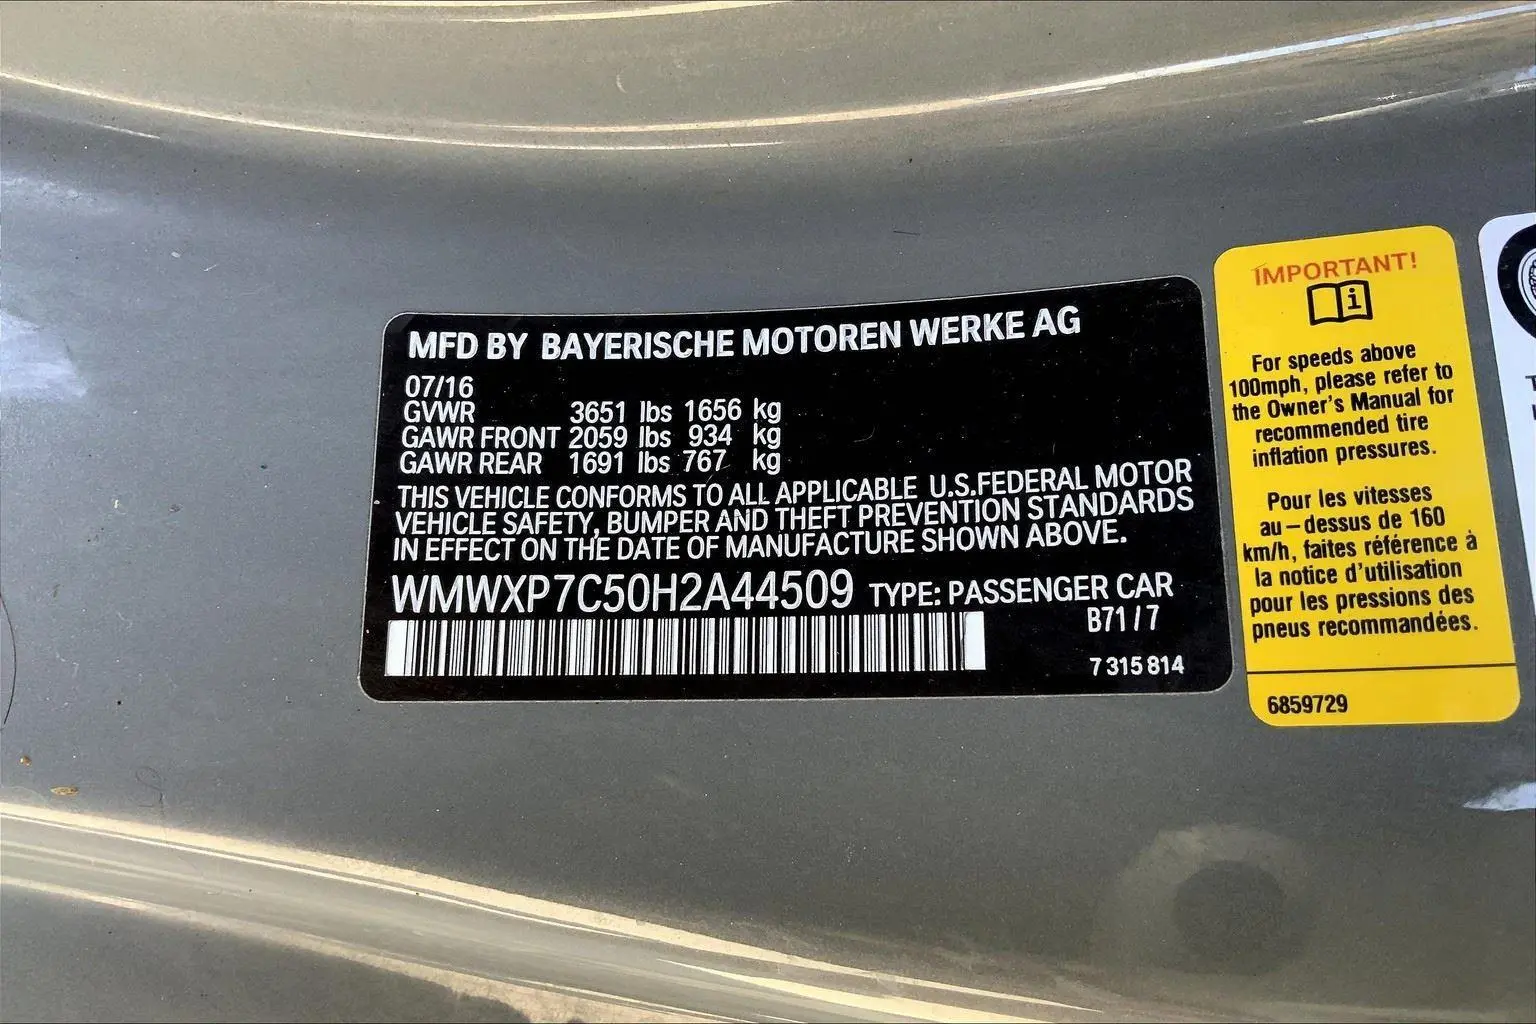 MFD BY BAYERISCHE MOTOREN WERKE AG
07/16
GVWR 3651 lbs 1656 kg
GAWR FRONT 2059 lbs 934 kg
GAWR REAR 1691 lbs 767 kg
THIS VEHICLE CONFORMS TO ALL APPLICABLE U.S.FEDERAL MOTOR
VEHICLE SAFETY, BUMPER AND THEFT PREVENTION STANDARDS
IN EFFECT ON THE DATE OF MANUFACTURE SHOWN ABOVE.
WMWXP7C50H2A44509 TYPE: PASSENGER CAR
B71/7
7 315 814
IMPORTANT!
For speeds above
100mph, please refer to
the Owner's Manual for
recommended tire
inflation pressures.
Pour les vitesses
au-dessus de 160
km/h, faites référence à
la notice d'utilisation
pour les pressions des
pneus recommandées.
6859729